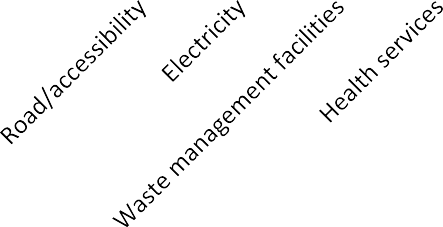 Road/accessibility
Electricity
Waste management facilities
Health services